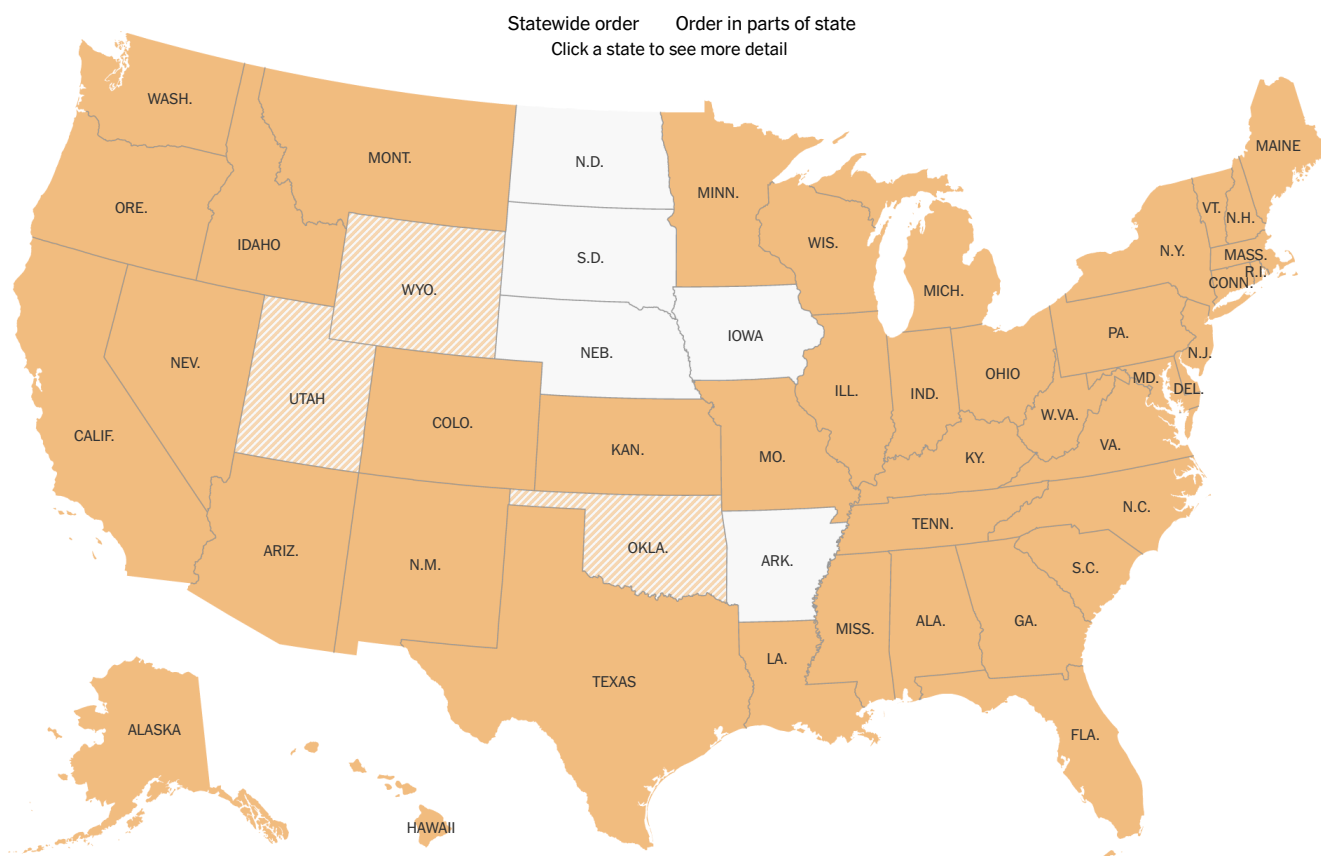 Statewide order Order in parts of state
Click a state to see more detail
WASH.
MAINE
MONT.
N.D.
MINN.
ORE.
VT.
N.H.
IDAHO
WIS.
N.Y.
MASS.
S.D.
R.I.
CONN.
WYO.
MICH.
IOWA
PA.
NEB.
N.J.
NEV.
OHIO
MD.
DEL.
UTAH
ILL.
IND.
W.VA.
COLO.
CALIF.
KAN.
MO.
KY.
VA.
N.C.
TENN.
ARIZ.
OKLA.
N.M.
ARK.
S.C.
MISS.
ALA.
GA.
LA.
TEXAS
ALASKA
FLA.
HAWAII